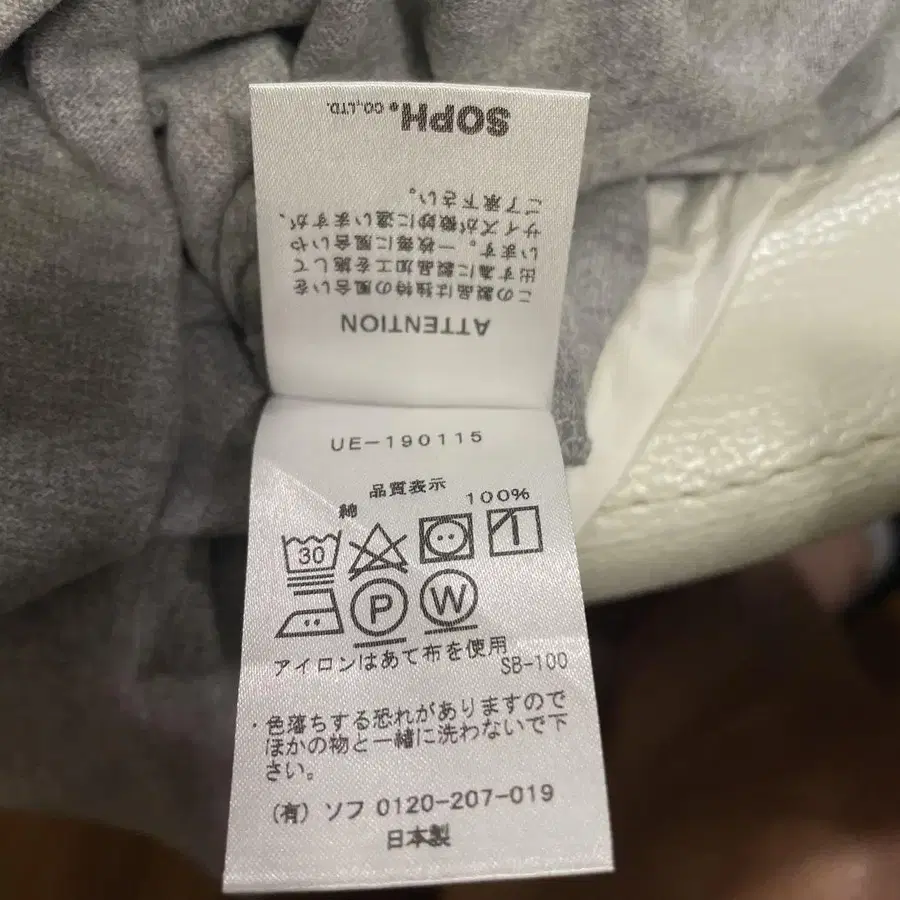 SOPH® CO.,LTD.
ATTENTION
この製品は独特の風合いを
出す為に製品加工を施して
います。一枚毎に風合いや
サイズが微妙に違いますが、
ご了承下さい。
UE-190115
品質表示
綿 100%
30
P W
アイロンはあて布を使用
SB-100
・色落ちする恐れがありますので
ほかの物と一緒に洗わないで下
さい。
(有) ソフ 0120-207-019
日本製